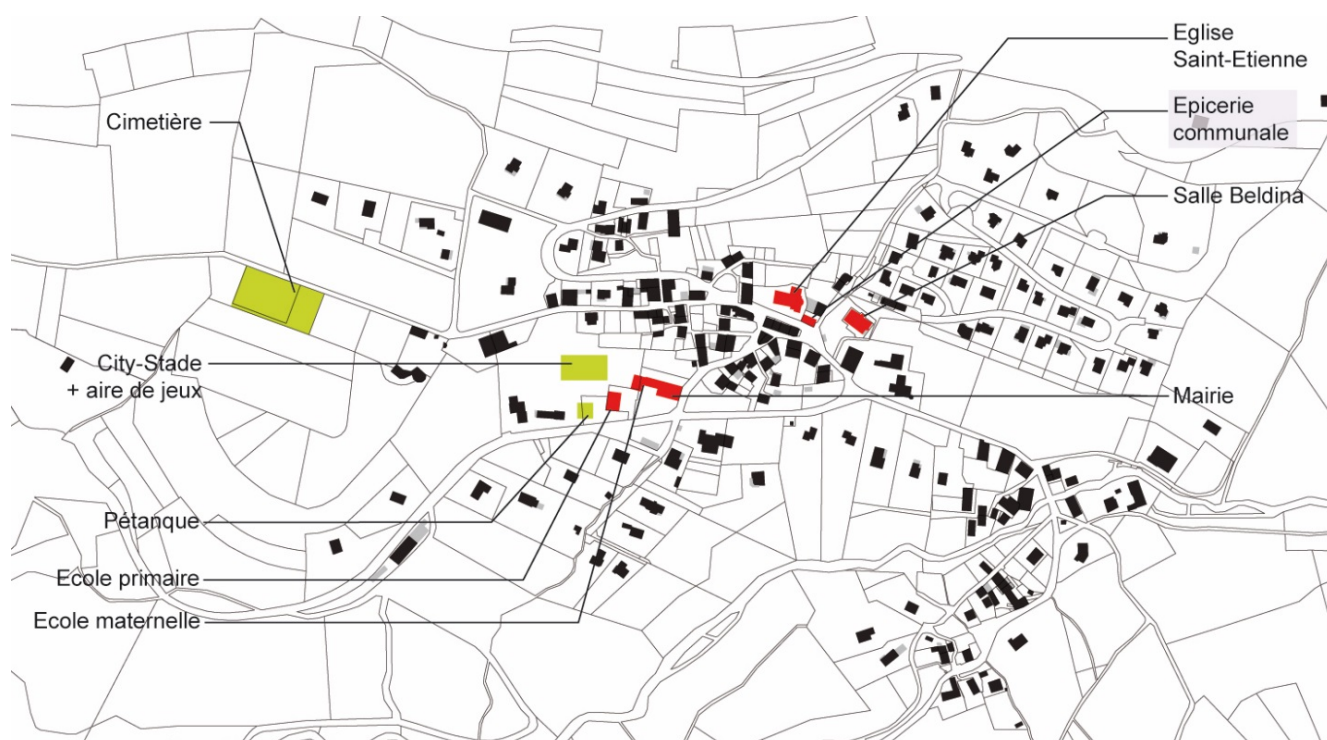 Eglise
Saint-Etienne
Cimetière
Epicerie
communale
Salle Beldina
City-Stade
+ aire de jeux
Mairie
Pétanque
Ecole primaire
Ecole maternelle